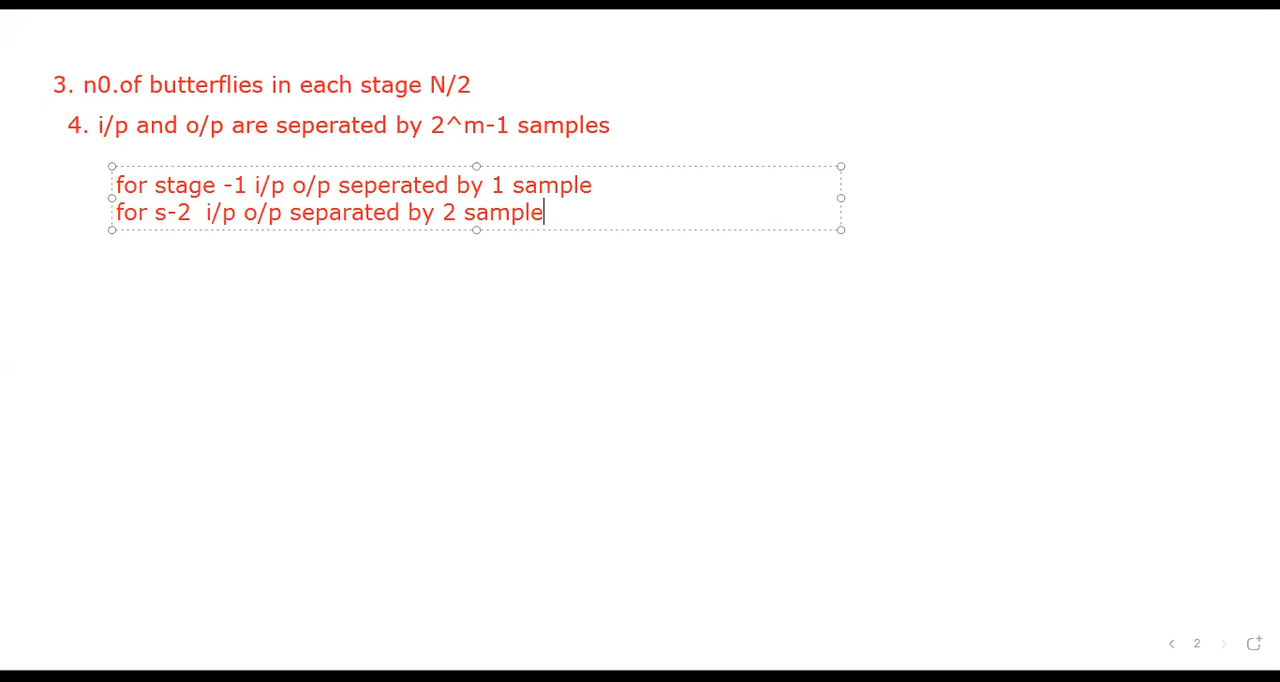 3. n0.of butterflies in each stage N/2
4. i/p and o/p are seperated by 2^m-1 samples
for stage -1 i/p o/p seperated by 1 sample
for s-2  i/p o/p separated by 2 sample
2